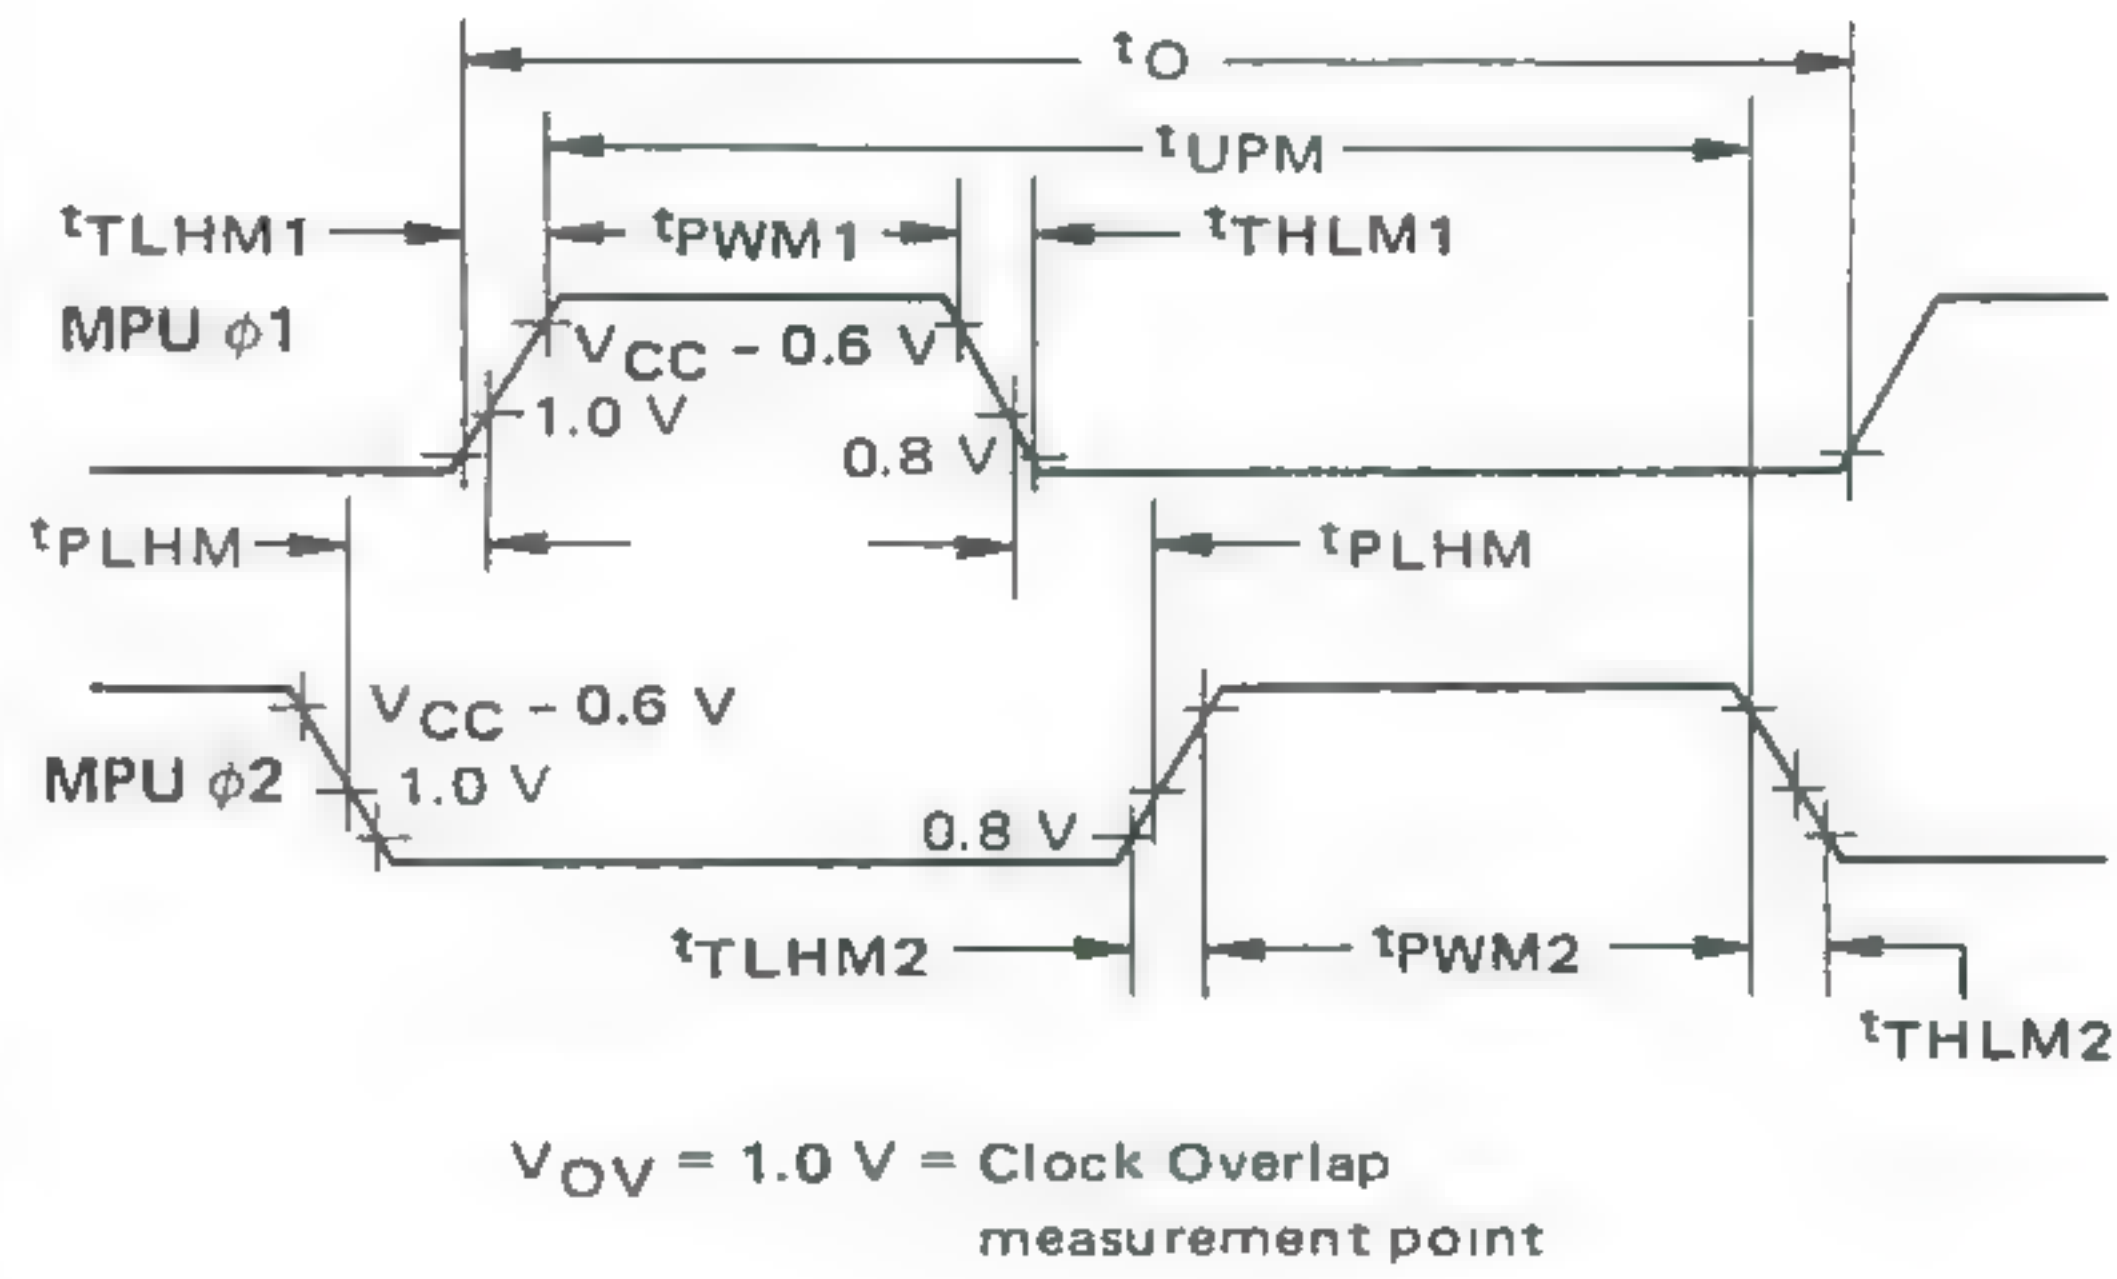 tO
tUPM
tTLHM1
tPWM1
tTHLM1
MPU ϕ1
VCC - 0.6 V
1.0 V
0.8 V
tPLHM
tPLHM
VCC - 0.6 V
MPU ϕ2
1.0 V
0.8 V
tTLHM2
tPWM2
tTHLM2
VOV = 1.0 V = Clock Overlap
measurement point